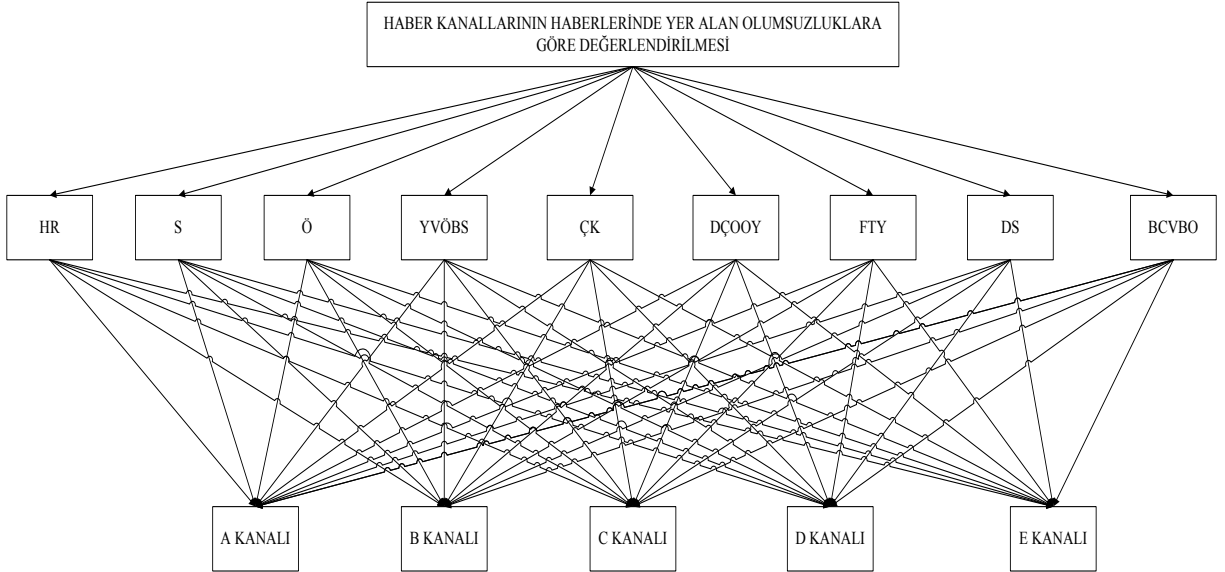 HABER KANALLARININ HABERLERİNDE YER ALAN OLUMSUZLUKLARA
GÖRE DEĞERLENDİRİLMESİ
HR
S
Ö
YVÖBS
ÇK
DÇOOY
FTY
DS
BCVBO
A KANALI
B KANALI
C KANALI
D KANALI
E KANALI